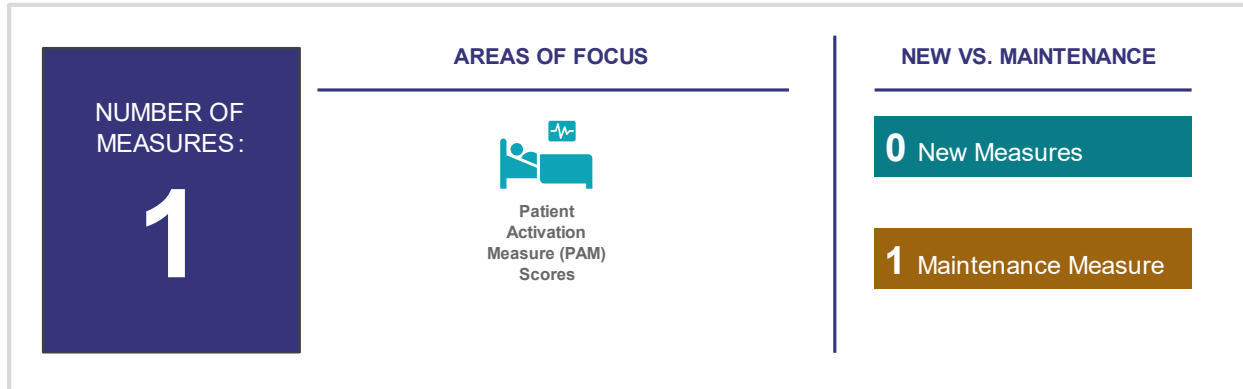 NUMBER OF
MEASURES:
1
AREAS OF FOCUS
Patient
Activation
Measure (PAM)
Scores
NEW VS. MAINTENANCE
0 New Measures
1 Maintenance Measure